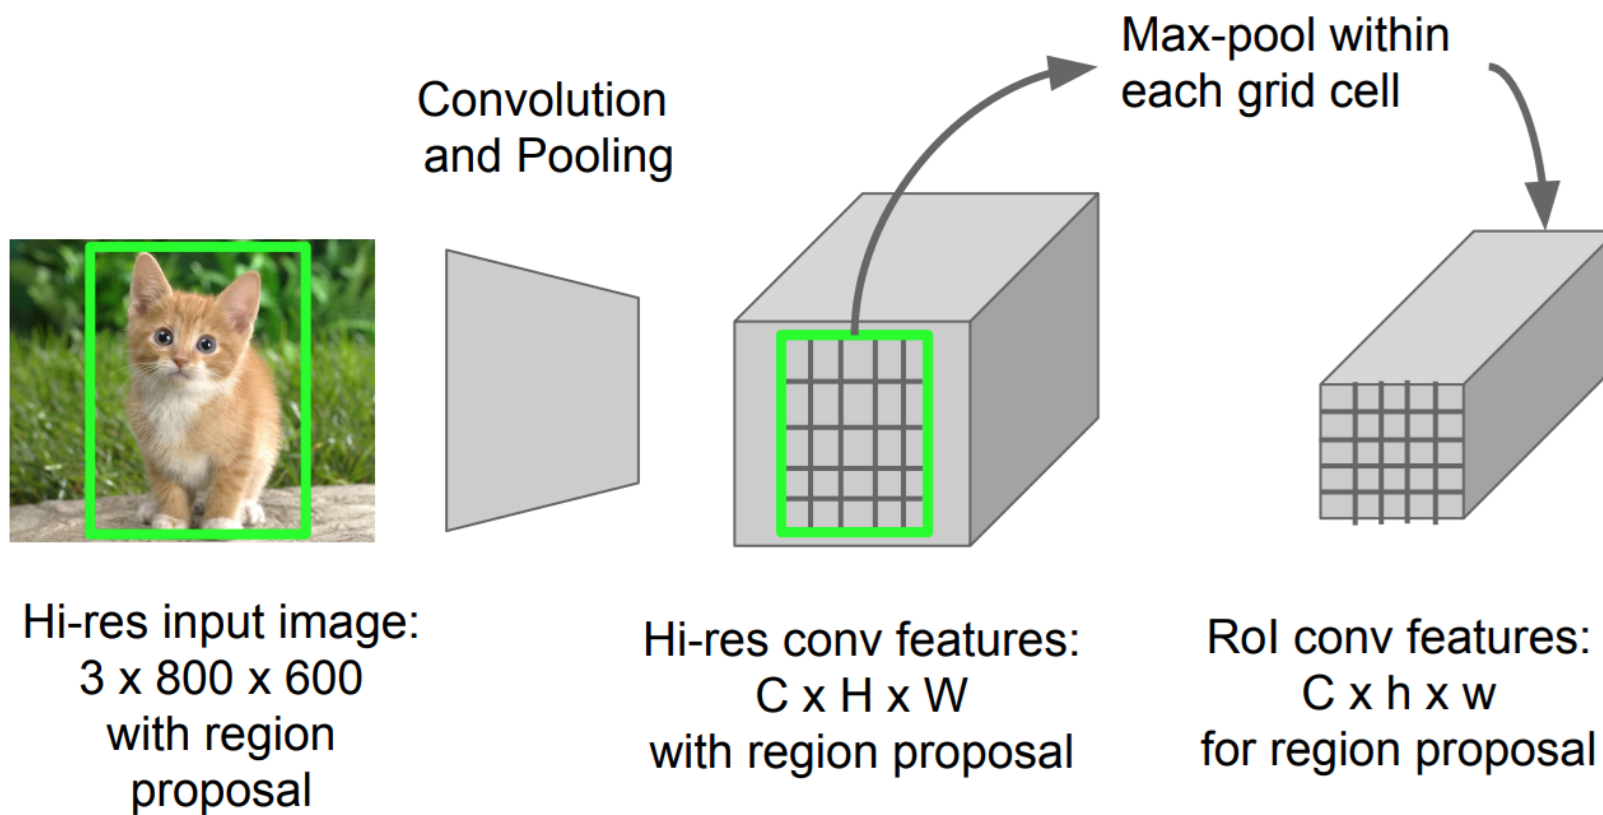 Convolution
and Pooling
Max-pool within
each grid cell
Hi-res input image:
3 x 800 x 600
with region
proposal
Hi-res conv features:
C x H x W
with region proposal
RoI conv features:
C x h x w
for region proposal